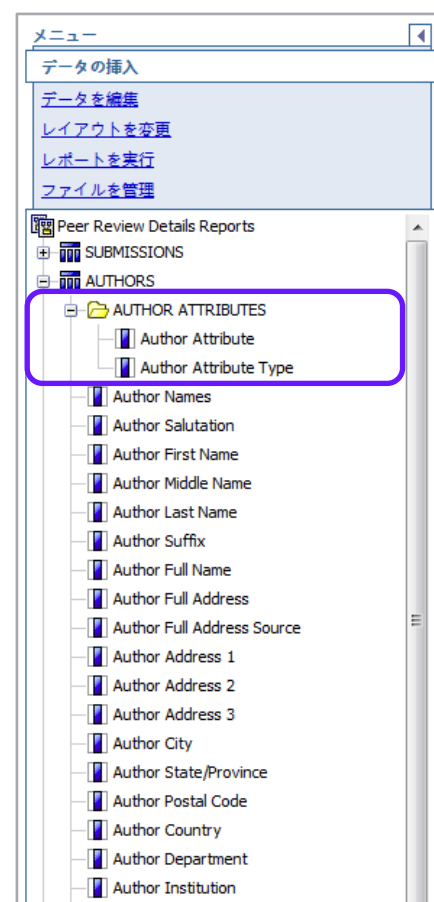 メニュー
データの挿入
データを編集
レイアウトを変更
レポートを実行
ファイルを管理
Peer Review Details Reports
SUBMISSIONS
AUTHORS
AUTHOR ATTRIBUTES
Author Attribute
Author Attribute Type
Author Names
Author Salutation
Author First Name
Author Middle Name
Author Last Name
Author Suffix
Author Full Name
Author Full Address
Author Full Address Source
Author Address 1
Author Address 2
Author Address 3
Author City
Author State/Province
Author Postal Code
Author Country
Author Department
Author Institution